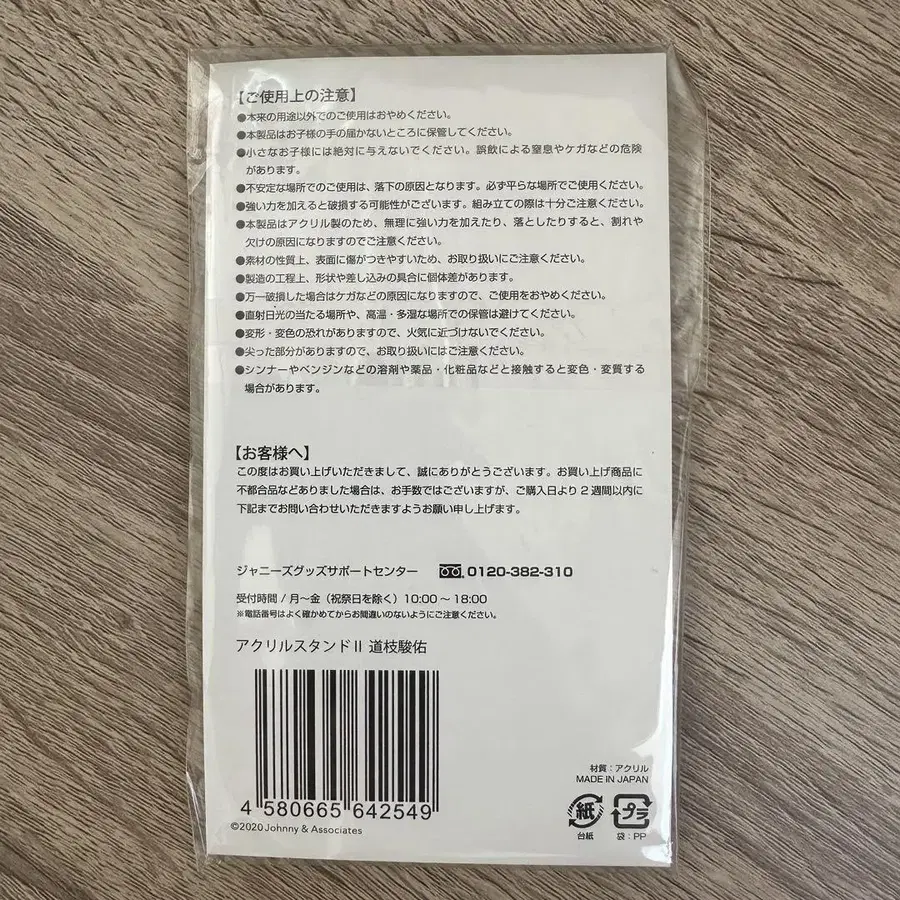 【ご使用上の注意】
●本来の用途以外でのご使用はおやめください。
●本製品はお子様の手の届かないところに保管してください。
●小さなお子様には絶対に与えないでください。誤飲による窒息やケガなどの危険
があります。
●不安定な場所でのご使用は、落下の原因となります。必ず平らな場所でご使用ください。
●強い力を加えると破損する可能性がございます。組み立ての際は十分ご注意ください。
●本製品はアクリル製のため、無理に強い力を加えたり、落としたりすると、割れや
欠けの原因になりますのでご注意ください。
●素材の性質上、表面に傷がつきやすいため、お取り扱いにご注意ください。
●製造の工程上、形状や差し込みの具合に個体差があります。
●万一破損した場合はケガなどの原因になりますので、ご使用をおやめください。
●直射日光の当たる場所や、高温・多湿な場所での保管は避けてください。
●変形・変色の恐れがありますので、火気に近づけないでください。
●尖った部分がありますので、お取り扱いにはご注意ください。
●シンナーやベンジンなどの溶剤や薬品・化粧品などと接触すると変色・変質する
場合があります。
【お客様へ】
この度はお買い上げいただきまして、誠にありがとうございます。お買い上げ商品に
不都合品などありました場合は、お手数ではございますが、ご購入日より2週間以内に
下記までお問い合わせいただきますようお願い申し上げます。
ジャニーズグッズサポートセンター 0120-382-310
受付時間 / 月～金（祝祭日を除く）10:00～18:00
※電話番号はよく確かめてからお間違いのないようにご注意ください。
アクリルスタンドⅡ 道枝駿佑
4 580665 642549
©2020 Johnny & Associates
材質：アクリル
MADE IN JAPAN
紙 プラ
台紙 袋：PP